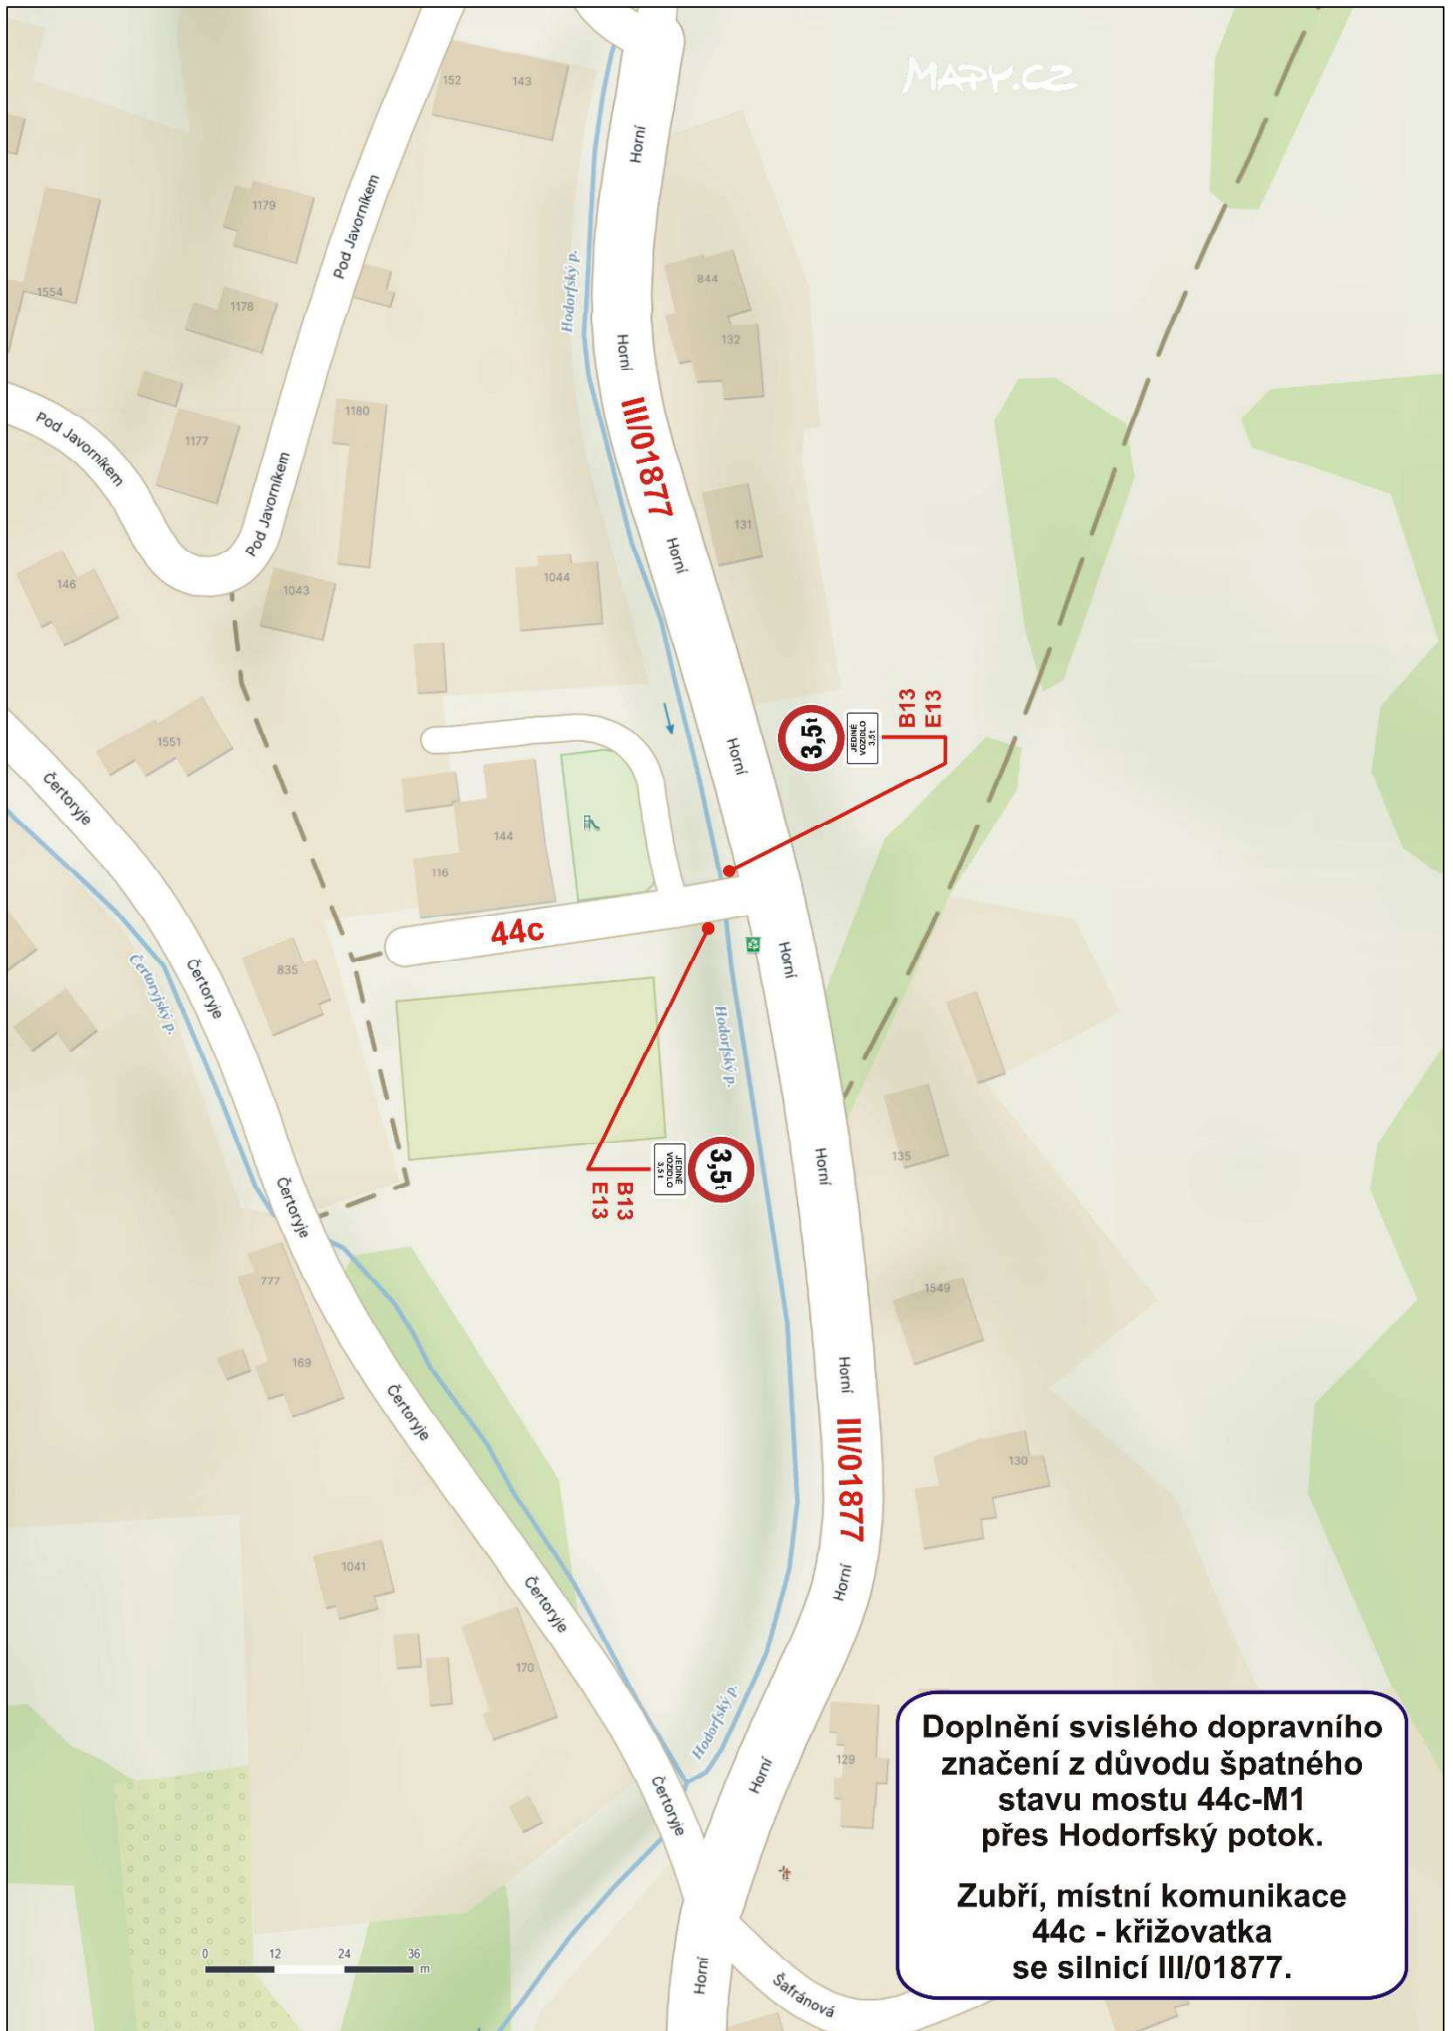 MAPY.CZ
152
143
Horní
1179
Pod Javorníkem
Hodorfský p.
844
1554
1178
132
Horní
III/01877
1180
Pod Javorníkem
1177
Pod Javorníkem
131
Horní
1044
146
1043
B13
E13
3,5t
JEDINÉ
VOZIDLO
3,5 t
1551
Horní
Čertoryje
144
116
44c
Horní
835
Čertoryje
Čertoryjský p.
Hodorfský p.
135
Horní
3,5t
JEDINÉ
VOZIDLO
3,5 t
B13
E13
Čertoryje
777
1549
169
Horní
Čertoryje
III/01877
130
1041
Horní
Čertoryje
170
Hodorfský p.
129
Horní
Čertoryje
Doplnění svislého dopravního
značení z důvodu špatného
stavu mostu 44c-M1
přes Hodorfský potok.
Zubří, místní komunikace
44c - křižovatka
se silnicí III/01877.
0 12 24 36 m
Horní
Šafránová